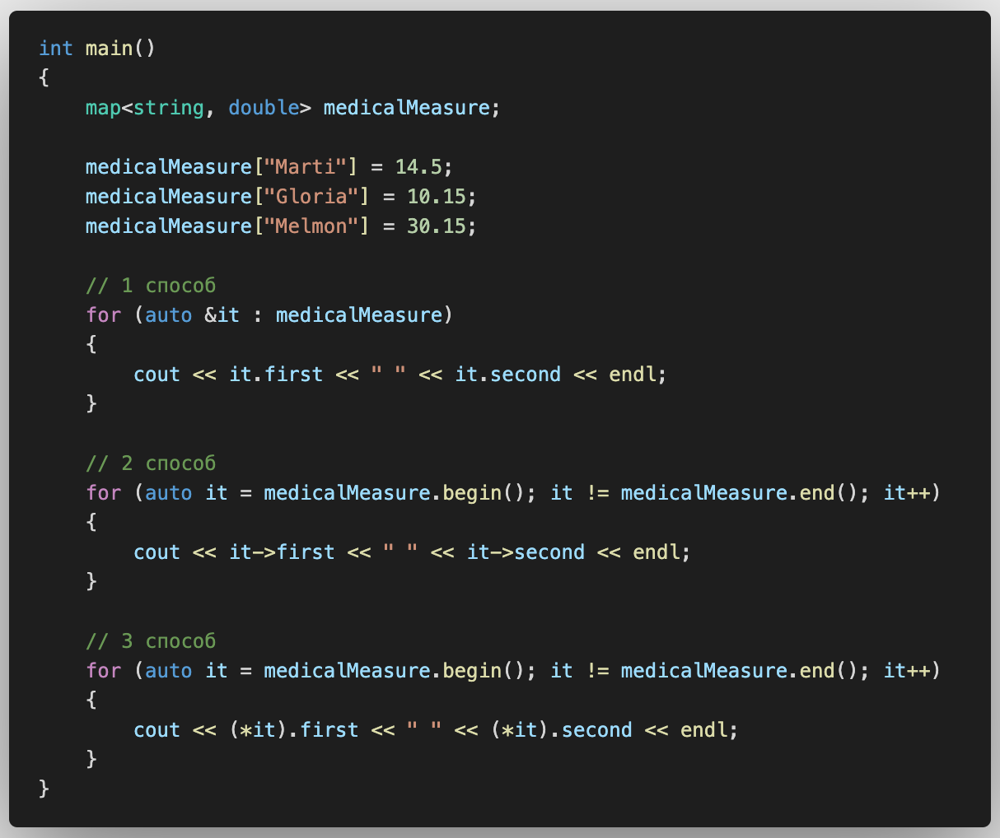 int main()
{
    map<string, double> medicalMeasure;

    medicalMeasure["Marti"] = 14.5;
    medicalMeasure["Gloria"] = 10.15;
    medicalMeasure["Melmon"] = 30.15;

    // 1 способ
    for (auto &it : medicalMeasure)
    {
        cout << it.first << " " << it.second << endl;
    }

    // 2 способ
    for (auto it = medicalMeasure.begin(); it != medicalMeasure.end(); it++)
    {
        cout << it->first << " " << it->second << endl;
    }

    // 3 способ
    for (auto it = medicalMeasure.begin(); it != medicalMeasure.end(); it++)
    {
        cout << (*it).first << " " << (*it).second << endl;
    }
}